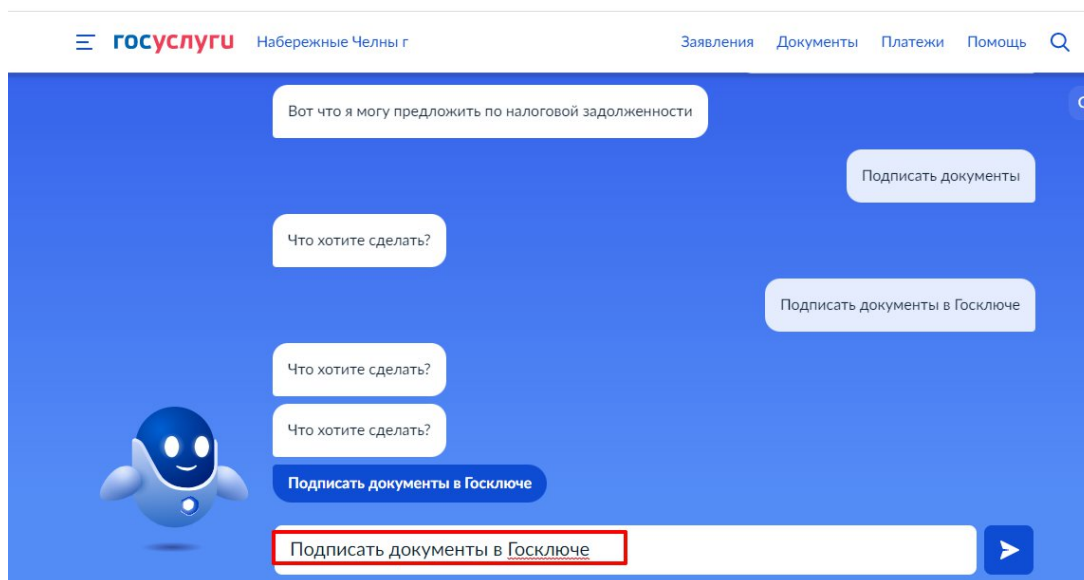 госуслуги Набережные Челны г Заявления Документы Платежи Помощь
Вот что я могу предложить по налоговой задолженности
Подписать документы
Что хотите сделать?
Подписать документы в Госключе
Что хотите сделать?
Что хотите сделать?
Подписать документы в Госключе
Подписать документы в Госключе